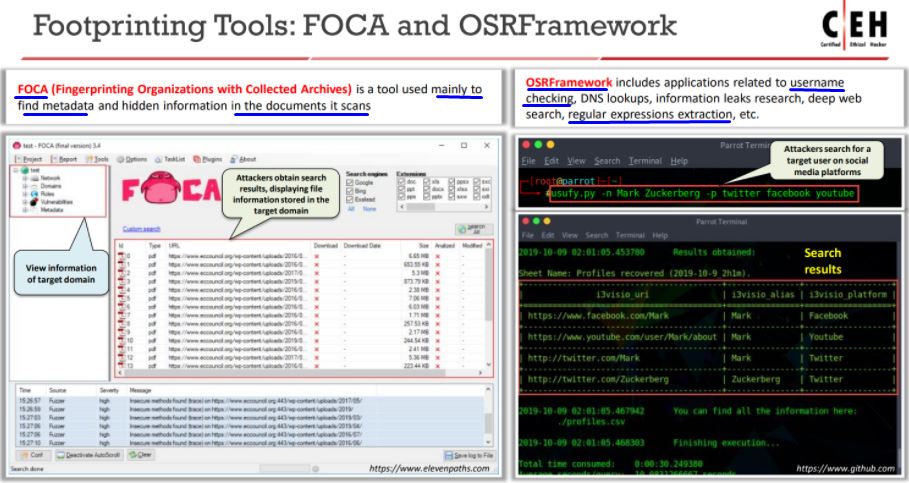 Footprinting Tools: FOCA and OSRFramework
C|EH
Certified Ethical Hacker
FOCA (Fingerprinting Organizations with Collected Archives) is a tool used mainly to
find metadata and hidden information in the documents it scans
OSRFramework includes applications related to username
checking, DNS lookups, information leaks research, deep web
search, regular expressions extraction, etc.
test - FOCA (final version) 3.4
Project Report Tools Options TaskList Plugins About
test
Network
Domains
Roles
Vulnerabilities
Metadata
FOCA
Attackers obtain search
results, displaying file
information stored in the
target domain
Search engines
Google
Bing
Exalead
All None
Extensions
doc xls ppsx sxc
ppt docx xlsx sxi
pps pptx sxw odt
Custom search
Search All
View information
of target domain
Id Type URL Download Download Date Size Analized Modified
0 pdf https://www.eccouncil.org/wp-content/uploads/2016/0... 6.65 MB
1 pdf https://www.eccouncil.org/wp-content/uploads/2016/0... 653.55 KB
2 pdf https://www.eccouncil.org/wp-content/uploads/2017/0... 5.3 MB
3 pdf https://www.eccouncil.org/wp-content/uploads/2015/0... 873.79 KB
4 pdf https://www.eccouncil.org/wp-content/uploads/2016/0... 2.38 MB
5 pdf https://www.eccouncil.org/wp-content/uploads/2016/0... 7.06 MB
6 pdf https://www.eccouncil.org/wp-content/uploads/2016/0... 6.03 MB
7 pdf https://www.eccouncil.org/wp-content/uploads/2016/0... 1.71 MB
8 pdf https://www.eccouncil.org/wp-content/uploads/2016/0... 257.53 KB
9 pdf https://www.eccouncil.org/wp-content/uploads/2019/0... 2.17 MB
10 pdf https://www.eccouncil.org/wp-content/uploads/2016/0... 244.54 KB
11 pdf https://www.eccouncil.org/wp-content/uploads/2016/0... 2.41 MB
12 pdf https://www.eccouncil.org/wp-content/uploads/2017/0... 5.36 MB
13 pdf https://www.eccouncil.org/wp-content/uploads/2016/0... 223.44 KB
Time Source Severity Message
15:26:57 Fuzzer high Insecure methods found (trace) on https://www.eccouncil.org:443/wp-content/uploads/2017/05/
15:26:59 Fuzzer high Insecure methods found (trace) on https://www.eccouncil.org:443/wp-content/uploads/2019/
15:27:03 Fuzzer high Insecure methods found (trace) on https://www.eccouncil.org:443/wp-content/uploads/2019/03/
15:27:06 Fuzzer high Insecure methods found (trace) on https://www.eccouncil.org:443/wp-content/uploads/2019/04/
15:27:06 Fuzzer high Insecure methods found (trace) on https://www.eccouncil.org:443/wp-content/uploads/2016/07/
15:27:10 Fuzzer high Insecure methods found (trace) on https://www.eccouncil.org:443/wp-content/uploads/2016/08/
Conf Deactivate AutoScroll Clear Save log to File
Search done
https://www.elevenpaths.com
Parrot Terminal
File Edit View Search Terminal Help
Attackers search for a
target user on social
media platforms
[root@parrot]-[~]
#usufy.py -n Mark Zuckerberg -p twitter facebook youtube
Parrot Terminal
File Edit View Search Terminal Help
2019-10-09 02:01:05.453780 Results obtained:
Search
results
Sheet Name: Profiles recovered (2019-10-9_2h1m).
i3visio_uri | i3visio_alias | i3visio_platform
https://www.facebook.com/Mark | Mark | Facebook
https://www.youtube.com/user/Mark/about | Mark | Youtube
http://twitter.com/Mark | Mark | Twitter
http://twitter.com/Zuckerberg | Zuckerberg | Twitter
2019-10-09 02:01:05.467942 You can find all the information here:
./profiles.csv
2019-10-09 02:01:05.468303 Finishing execution...
Total time consumed: 0:00:30.249380
https://www.github.com